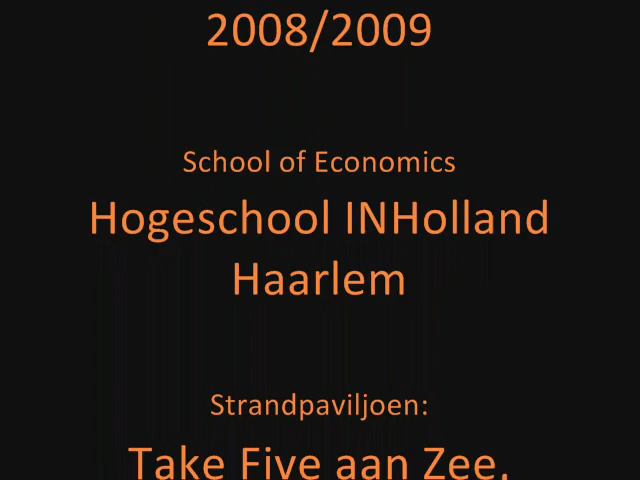 2008/2009
School of Economics
Hogeschool INHolland
Haarlem
Strandpaviljoen:
Take Five aan Zee.